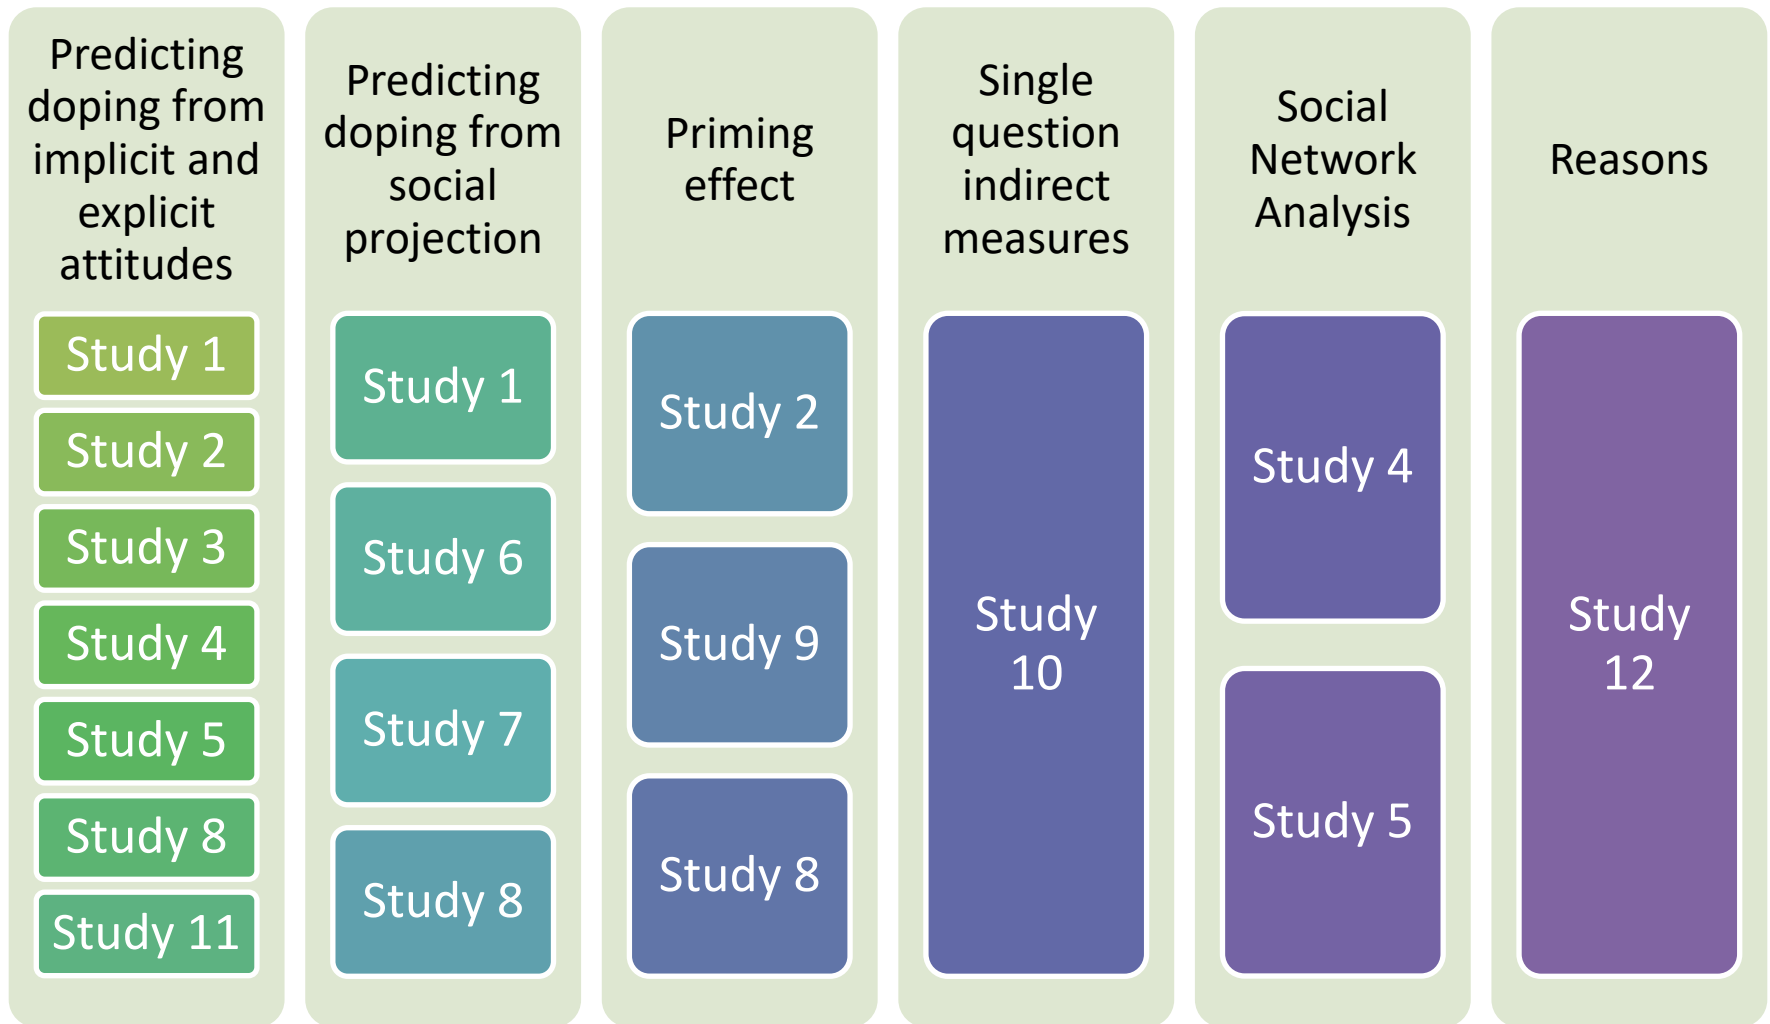 Predicting
doping from
implicit and
explicit
attitudes
Study 1
Study 2
Study 3
Study 4
Study 5
Study 8
Study 11
Predicting
doping from
social
projection
Study 1
Study 6
Study 7
Study 8
Priming
effect
Study 2
Study 9
Study 8
Single
question
indirect
measures
Study
10
Social
Network
Analysis
Study 4
Study 5
Reasons
Study
12